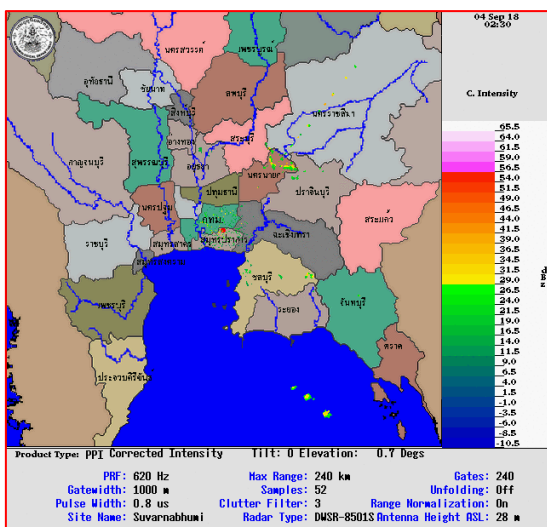 04 Sep 18
02:30
C. Intensity
นครสวรรค์
เพชรบูรณ์
อุทัยธานี
ชัยนาท
ลพบุรี
สิงห์บุรี
นครราชสีมา
อ่างทอง
สระบุรี
กาญจนบุรี
สุพรรณบุรี
อยุธยา
นครนายก
ปราจีนบุรี
ปทุมธานี
นครปฐม
กทม.
สระแก้ว
ราชบุรี
สมุทรสาคร
สมุทรปราการ
ฉะเชิงเทรา
ชลบุรี
เพชรบุรี
ระยอง
จันทบุรี
ตราด
ประจวบคีรีขันธ์
65.5
64.0
61.5
59.0
56.5
54.0
51.5
49.0
46.5
44.0
41.5
39.0
36.5
34.0
31.5
29.0
26.5
24.0
21.5
19.0
16.5
14.0
11.5
9.0
6.5
4.0
1.5
-1.0
-3.5
-6.0
-8.5
-10.5
Product Type: PPI Corrected Intensity Tilt: 0 Elevation: 0.7 Degs
PRF: 620 Hz Max Range: 240 km Gates: 240
Gatewidth: 1000 m Samples: 52 Unfolding: Off
Pulse Width: 0.8 us Clutter Filter: 3 Range Normalization: On
Site Name: Suvarnabhumi Radar Type: DWSR-8501S Antenna Height ASL: 28 m